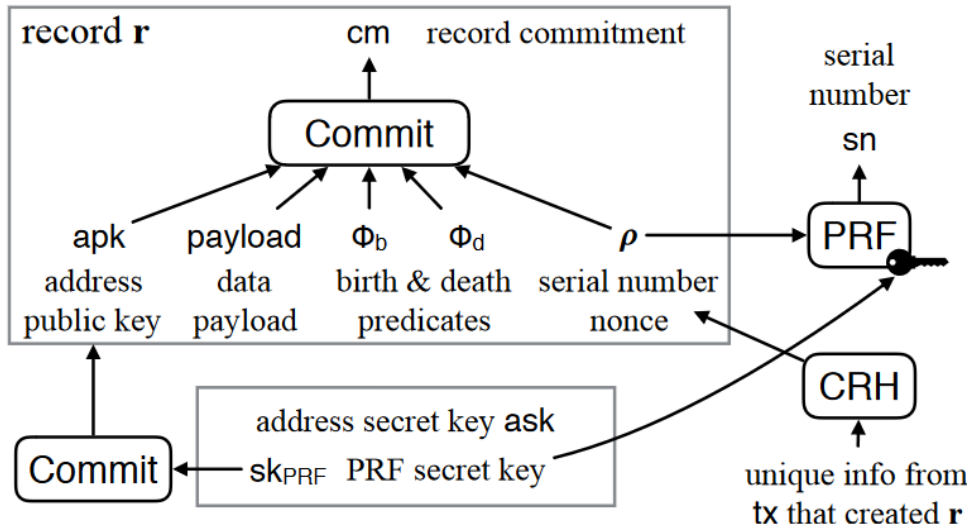 record r
cm record commitment
serial
number
sn
Commit
apk payload Φb Φd ρ PRF
address data birth & death serial number
public key payload predicates nonce
CRH
address secret key ask
Commit skPRF PRF secret key
unique info from
tx that created r